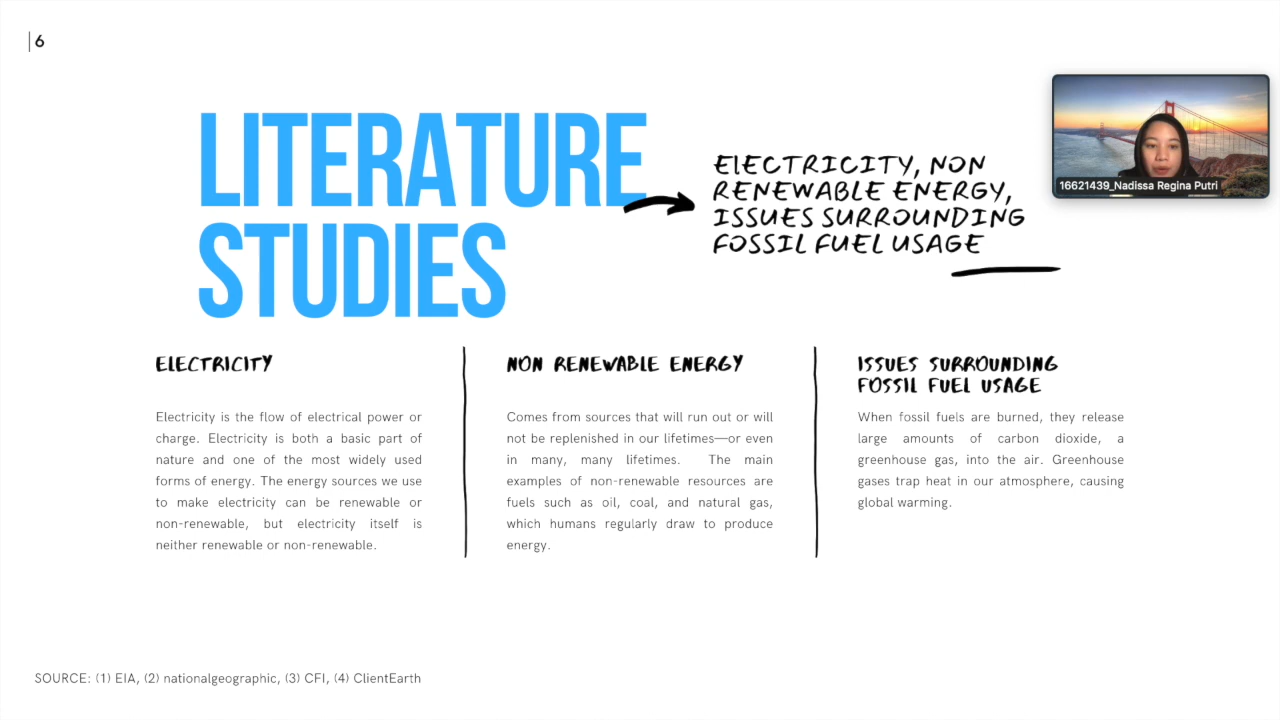 6
LITERATURE
STUDIES
ELECTRICITY, NON
RENEWABLE ENERGY,
ISSUES SURROUNDING
FOSSIL FUEL USAGE
16621439_Nadissa Regina Putri
ELECTRICITY
Electricity is the flow of electrical power or
charge. Electricity is both a basic part of
nature and one of the most widely used
forms of energy. The energy sources we use
to make electricity can be renewable or
non-renewable, but electricity itself is
neither renewable or non-renewable.
NON RENEWABLE ENERGY
Comes from sources that will run out or will
not be replenished in our lifetimes—or even
in many, many lifetimes. The main
examples of non-renewable resources are
fuels such as oil, coal, and natural gas,
which humans regularly draw to produce
energy.
ISSUES SURROUNDING
FOSSIL FUEL USAGE
When fossil fuels are burned, they release
large amounts of carbon dioxide, a
greenhouse gas, into the air. Greenhouse
gases trap heat in our atmosphere, causing
global warming.
SOURCE: (1) EIA, (2) nationalgeographic, (3) CFI, (4) ClientEarth